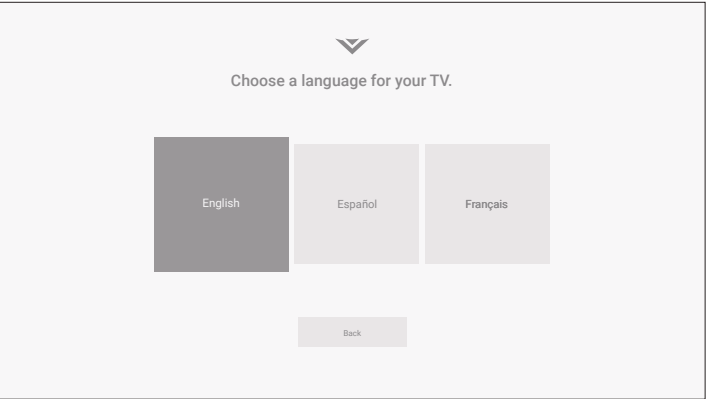 Choose a language for your TV.
English
Español
Français
Back